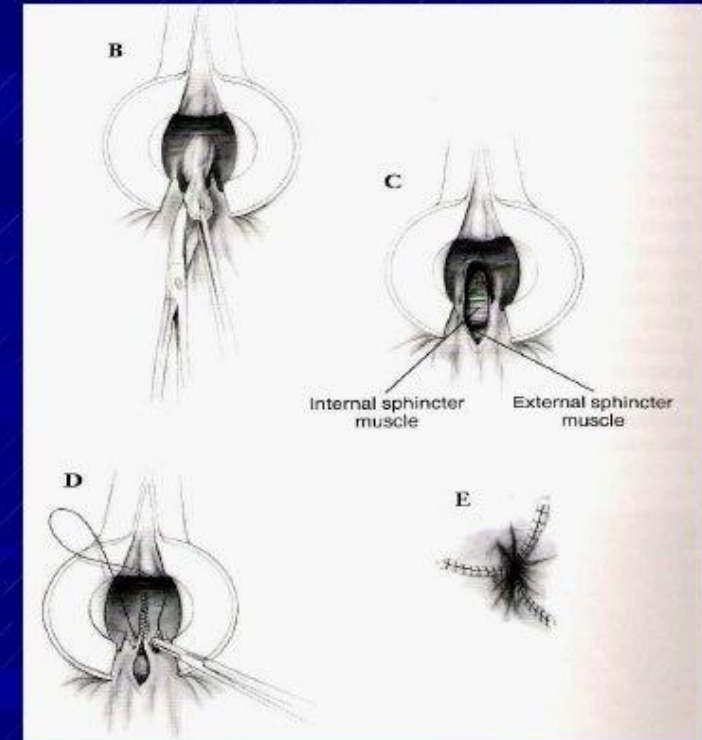 B
C
Internal sphincter
muscle
External sphincter
muscle
D
E